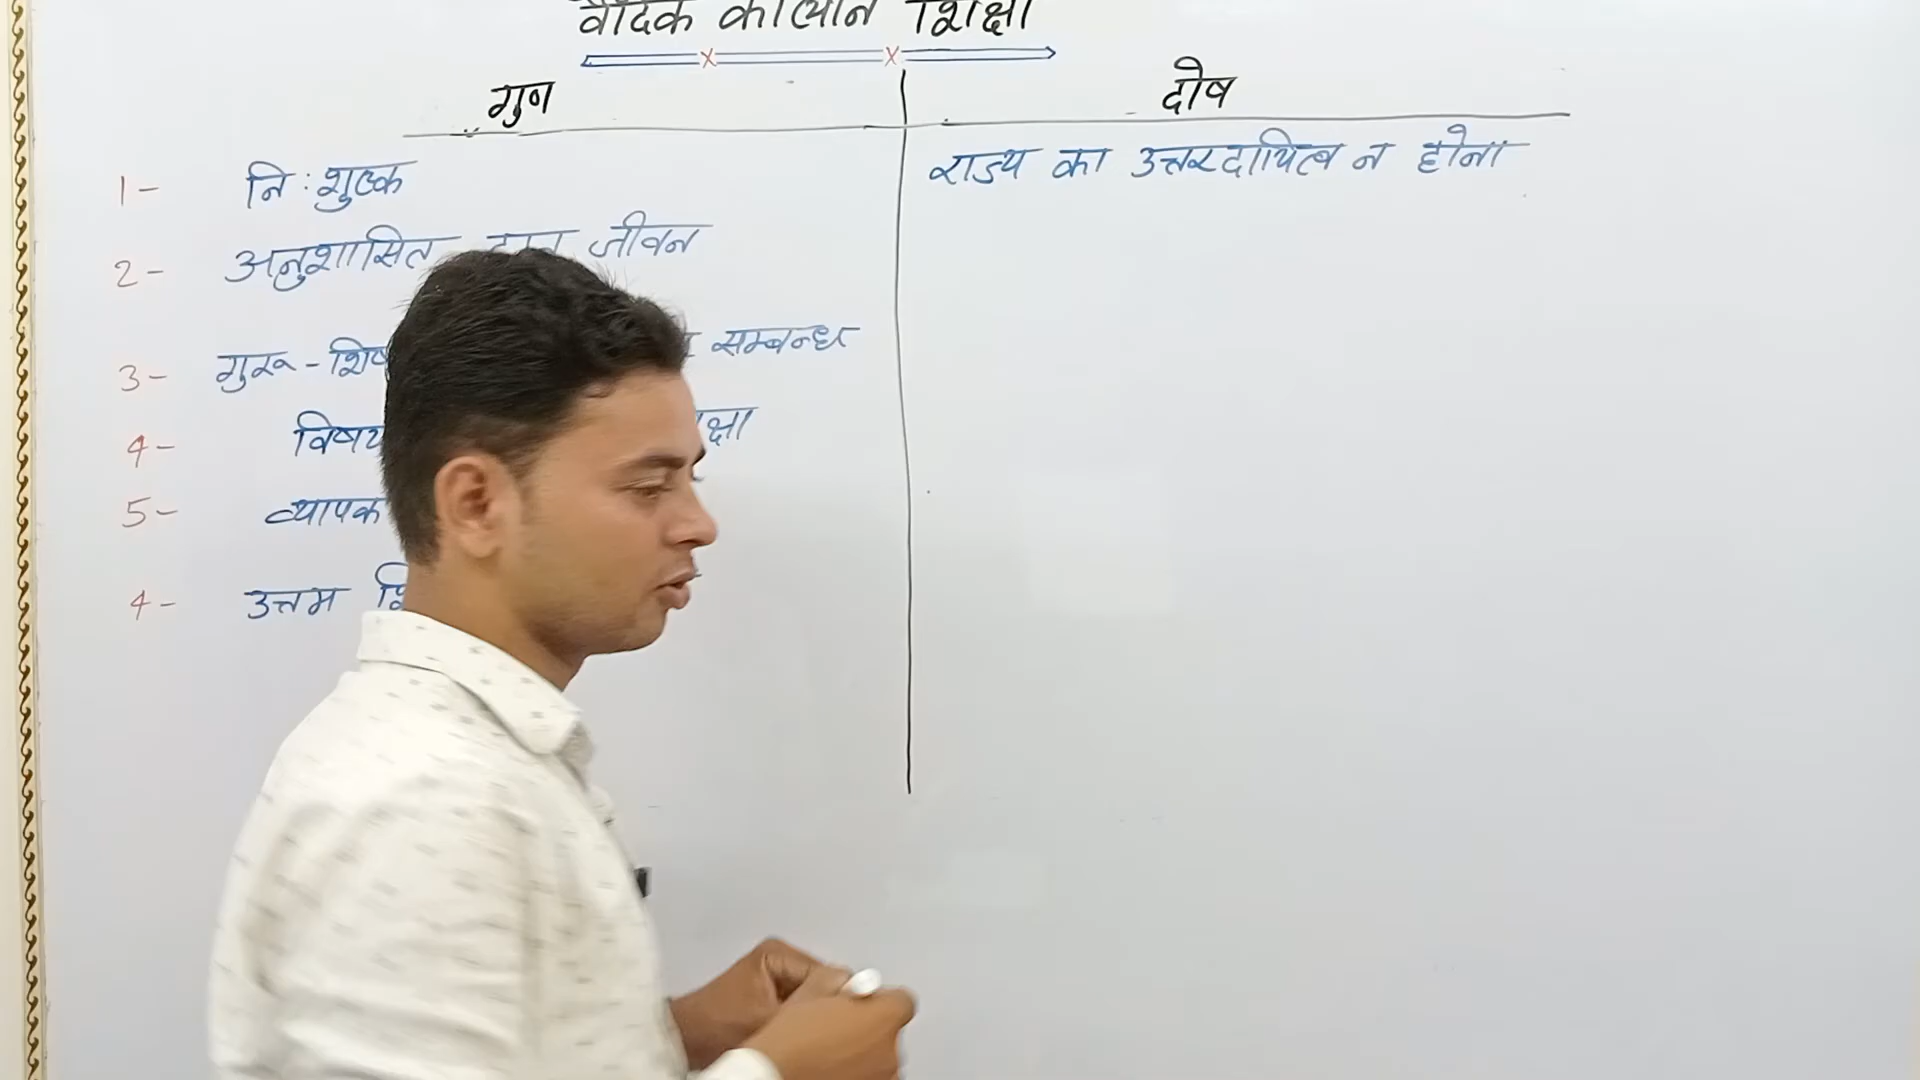 वैदिक कालीन शिक्षा
गुण
दोष
1- नि:शुल्क
राज्य का उत्तरदायित्व न होना
2- अनुशासित जीवन
3- गुरू-शिष सम्बन्ध
4- विषय क्षा
5- व्यापक
4- उत्तम शि